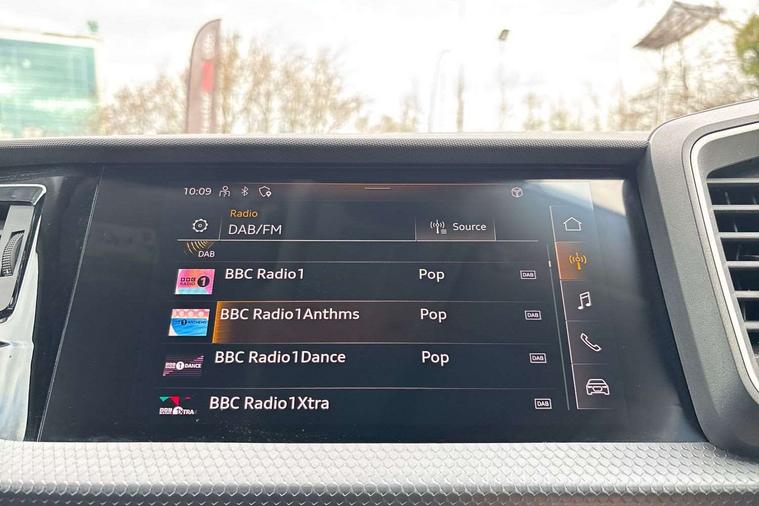 10:09
Radio
DAB/FM
Source
DAB
BBC Radio1 Pop DAB
BBC Radio1Anthms Pop DAB
BBC Radio1Dance Pop DAB
BBC Radio1Xtra DAB